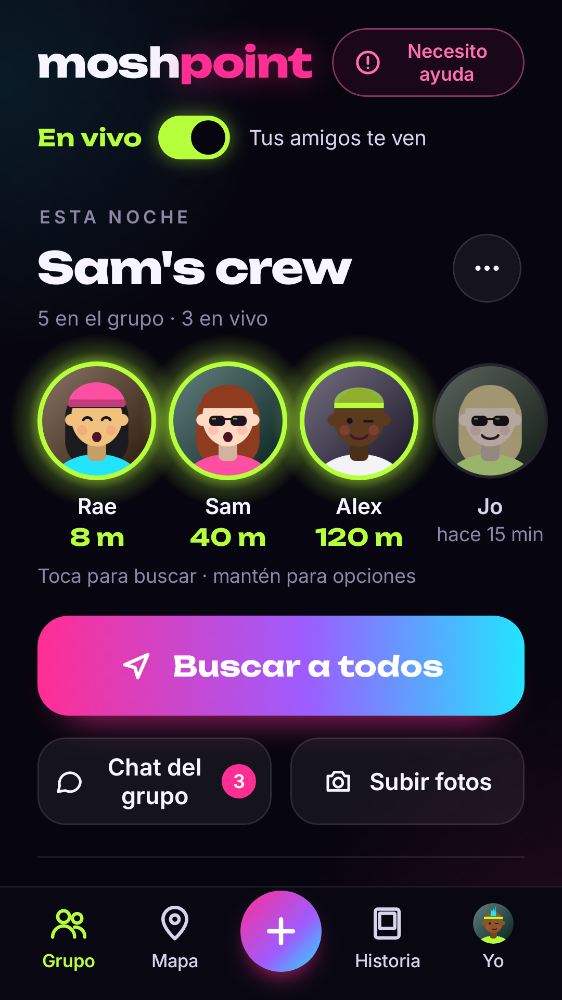 moshpoint
Necesito
ayuda
En vivo
Tus amigos te ven
ESTA NOCHE
Sam's crew
5 en el grupo · 3 en vivo
Rae
8 m
Sam
40 m
Alex
120 m
Jo
hace 15 min
Toca para buscar · mantén para opciones
Buscar a todos
Chat del
grupo
3
Subir fotos
Grupo
Mapa
Historia
Yo